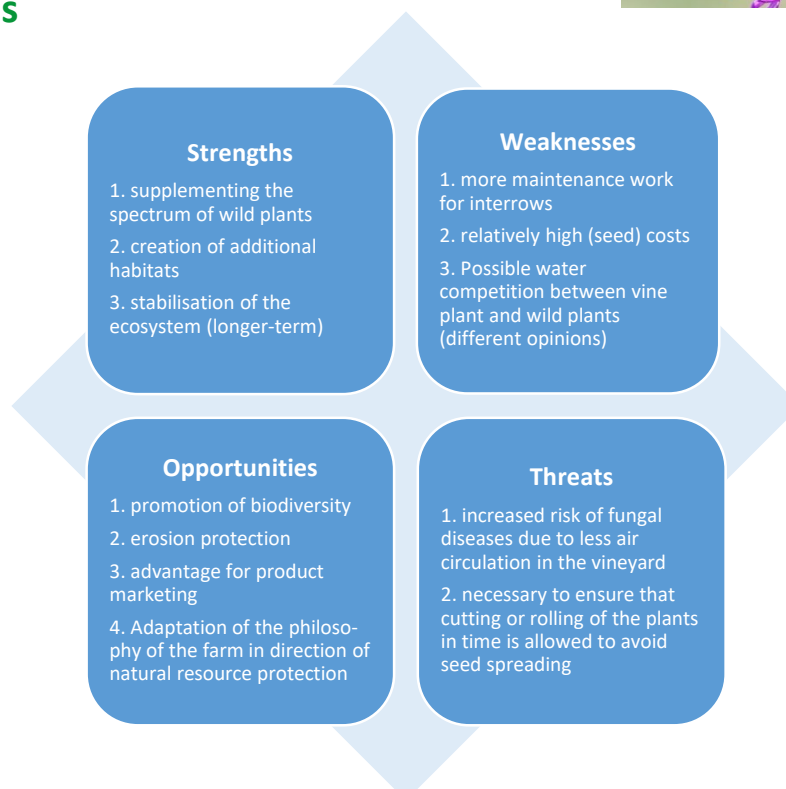 s
Strengths
1. supplementing the
spectrum of wild plants
2. creation of additional
habitats
3. stabilisation of the
ecosystem (longer-term)
Weaknesses
1. more maintenance work
for interrows
2. relatively high (seed) costs
3. Possible water
competition between vine
plant and wild plants
(different opinions)
Opportunities
1. promotion of biodiversity
2. erosion protection
3. advantage for product
marketing
4. Adaptation of the philoso-
phy of the farm in direction of
natural resource protection
Threats
1. increased risk of fungal
diseases due to less air
circulation in the vineyard
2. necessary to ensure that
cutting or rolling of the plants
in time is allowed to avoid
seed spreading